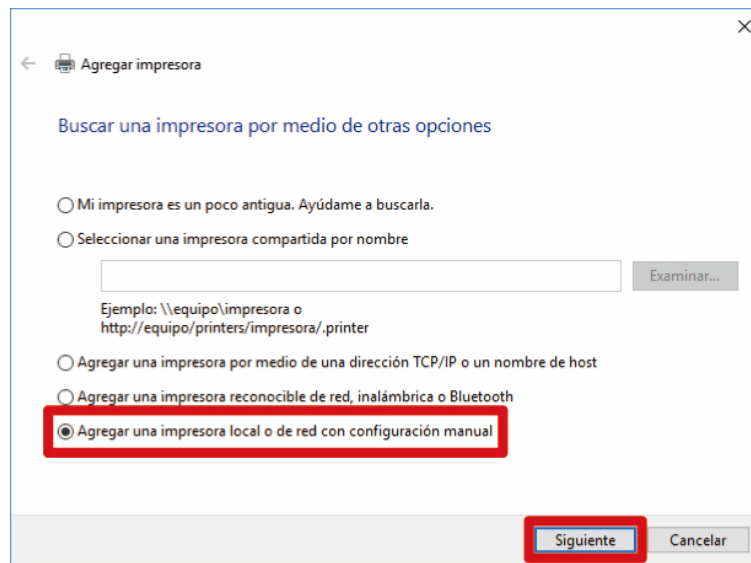 Agregar impresora
Buscar una impresora por medio de otras opciones
Mi impresora es un poco antigua. Ayúdame a buscarla.
Seleccionar una impresora compartida por nombre
Examinar...
Ejemplo: \\equipo\impresora o
http://equipo/printers/impresora/.printer
Agregar una impresora por medio de una dirección TCP/IP o un nombre de host
Agregar una impresora reconocible de red, inalámbrica o Bluetooth
Agregar una impresora local o de red con configuración manual
Siguiente
Cancelar